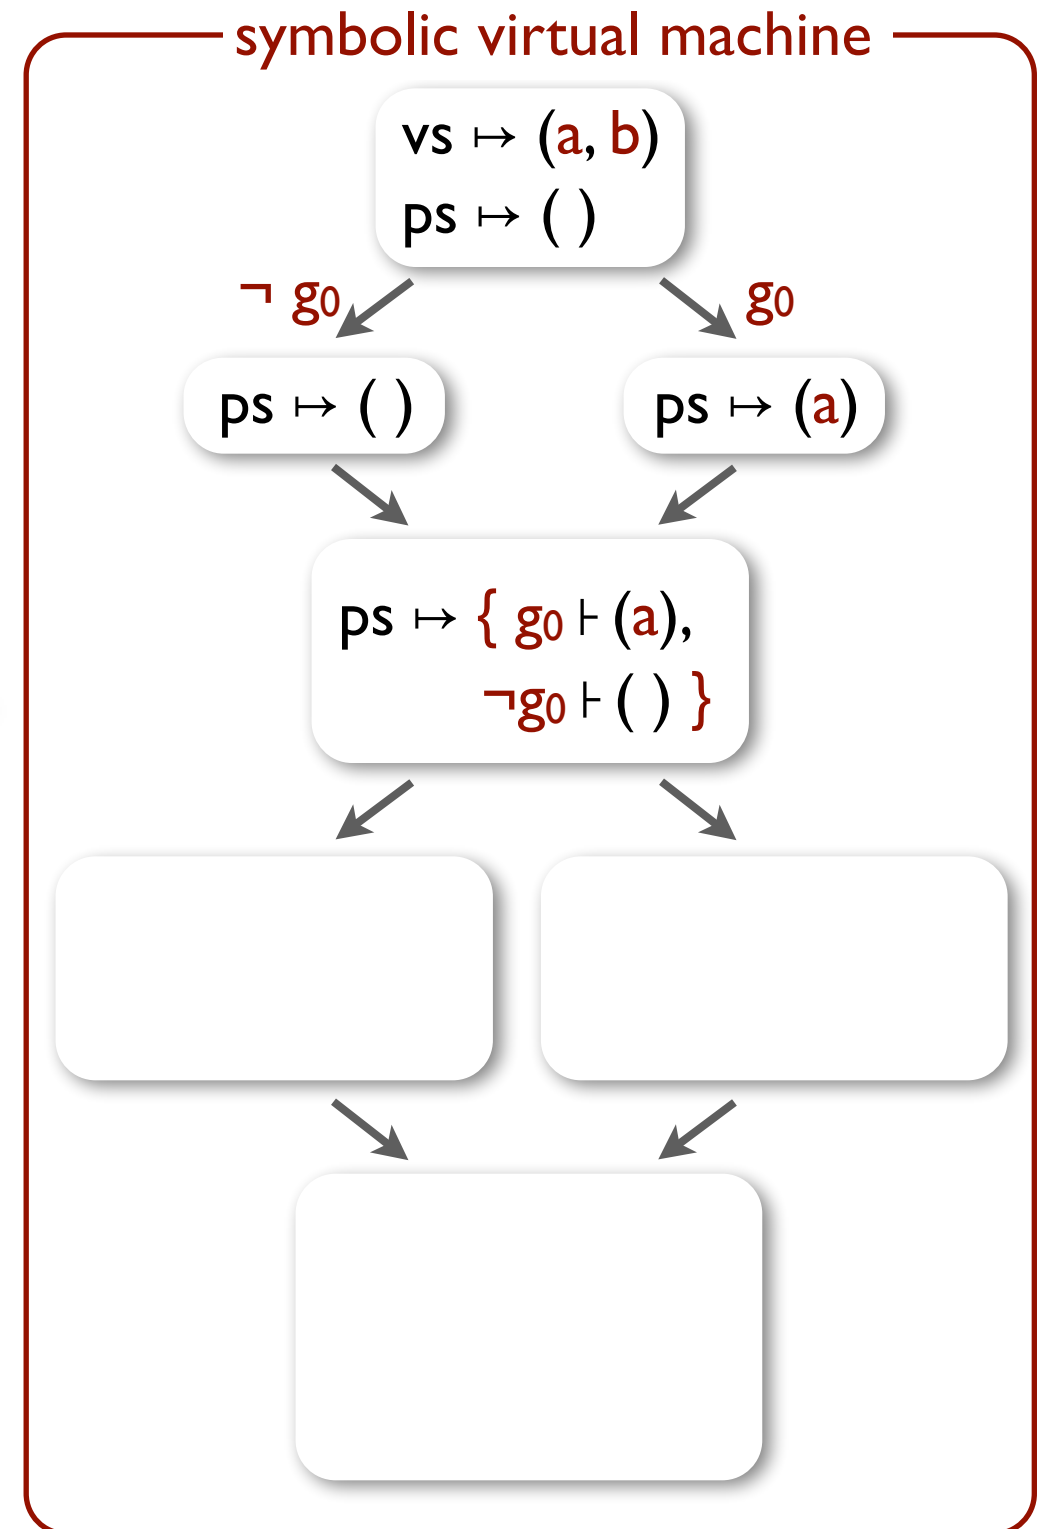 symbolic virtual machine
vs ↦ (a, b)
ps ↦ ( )
¬ g₀
g₀
ps ↦ ( )
ps ↦ (a)
ps ↦ { g₀ ⊦ (a),
¬g₀ ⊦ ( ) }